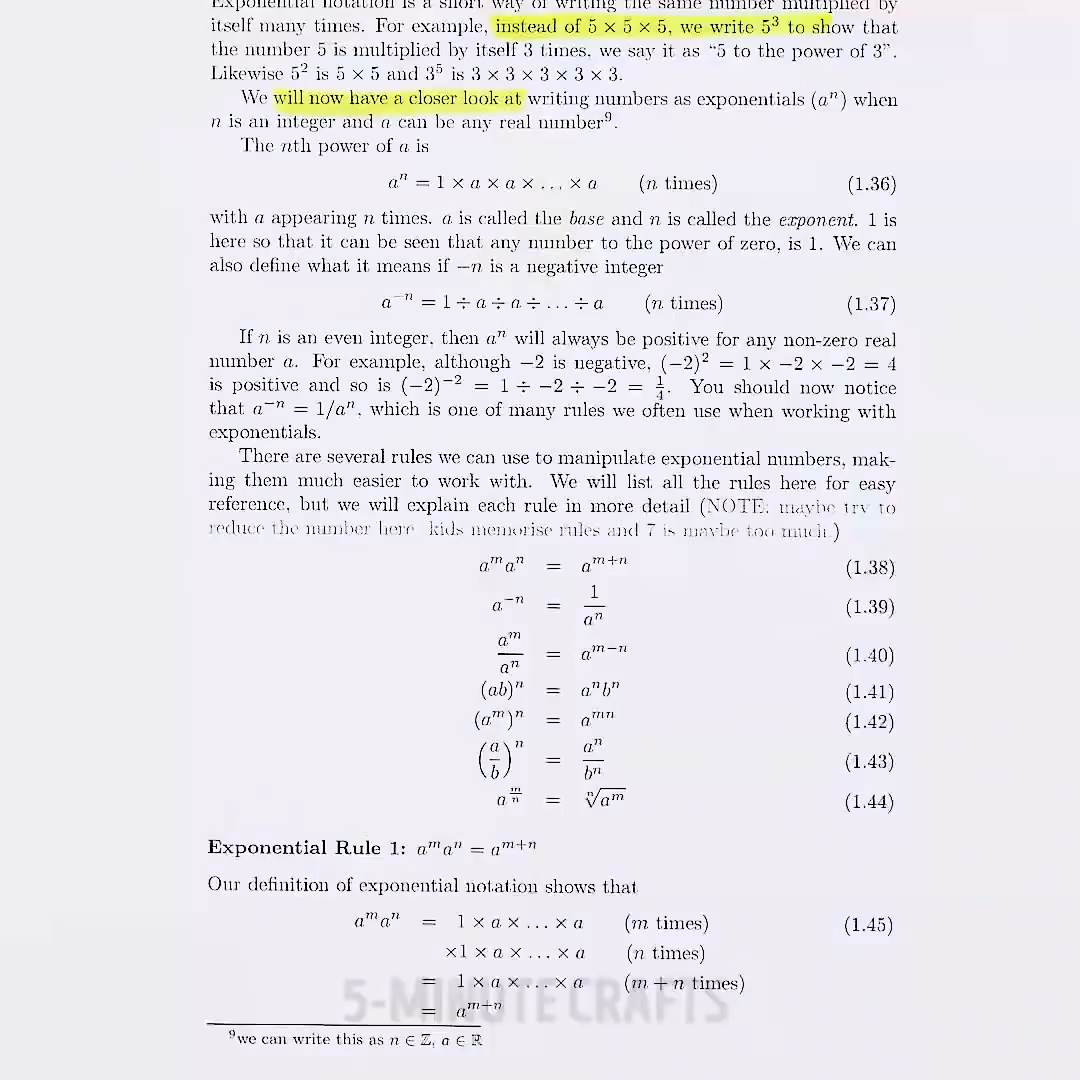 Exponential notation is a short way of writing the same number multiplied by
itself many times. For example, instead of 5 × 5 × 5, we write 5³ to show that
the number 5 is multiplied by itself 3 times, we say it as “5 to the power of 3”.
Likewise 5² is 5 × 5 and 3⁵ is 3 × 3 × 3 × 3 × 3.
We will now have a closer look at writing numbers as exponentials (aⁿ) when
n is an integer and a can be any real number⁹.
The nth power of a is
aⁿ = 1 × a × a × . . . × a (n times) (1.36)
with a appearing n times. a is called the base and n is called the exponent. 1 is
here so that it can be seen that any number to the power of zero, is 1. We can
also define what it means if −n is a negative integer
a⁻ⁿ = 1 ÷ a ÷ a ÷ . . . ÷ a (n times) (1.37)
If n is an even integer, then aⁿ will always be positive for any non-zero real
number a. For example, although −2 is negative, (−2)² = 1 × −2 × −2 = 4
is positive and so is (−2)⁻² = 1 ÷ −2 ÷ −2 = 1/4. You should now notice
that a⁻ⁿ = 1/aⁿ, which is one of many rules we often use when working with
exponentials.
There are several rules we can use to manipulate exponential numbers, mak-
ing them much easier to work with. We will list all the rules here for easy
reference, but we will explain each rule in more detail (NOTE: maybe try to
reduce the number here kids memorise rules and 7 is maybe too much.)
aᵐaⁿ = aᵐ⁺ⁿ (1.38)
a⁻ⁿ = 1/aⁿ (1.39)
aᵐ/aⁿ = aᵐ⁻ⁿ (1.40)
(ab)ⁿ = aⁿbⁿ (1.41)
(aᵐ)ⁿ = aᵐⁿ (1.42)
(a/b)ⁿ = aⁿ/bⁿ (1.43)
a^(m/n) = ⁿ√aᵐ (1.44)
Exponential Rule 1: aᵐaⁿ = aᵐ⁺ⁿ
Our definition of exponential notation shows that
aᵐaⁿ = 1 × a × . . . × a (m times) (1.45)
×1 × a × . . . × a (n times)
= 1 × a × . . . × a (m + n times)
= aᵐ⁺ⁿ
5-MINUTE CRAFTS
⁹we can write this as n ∈ ℤ, a ∈ ℝ